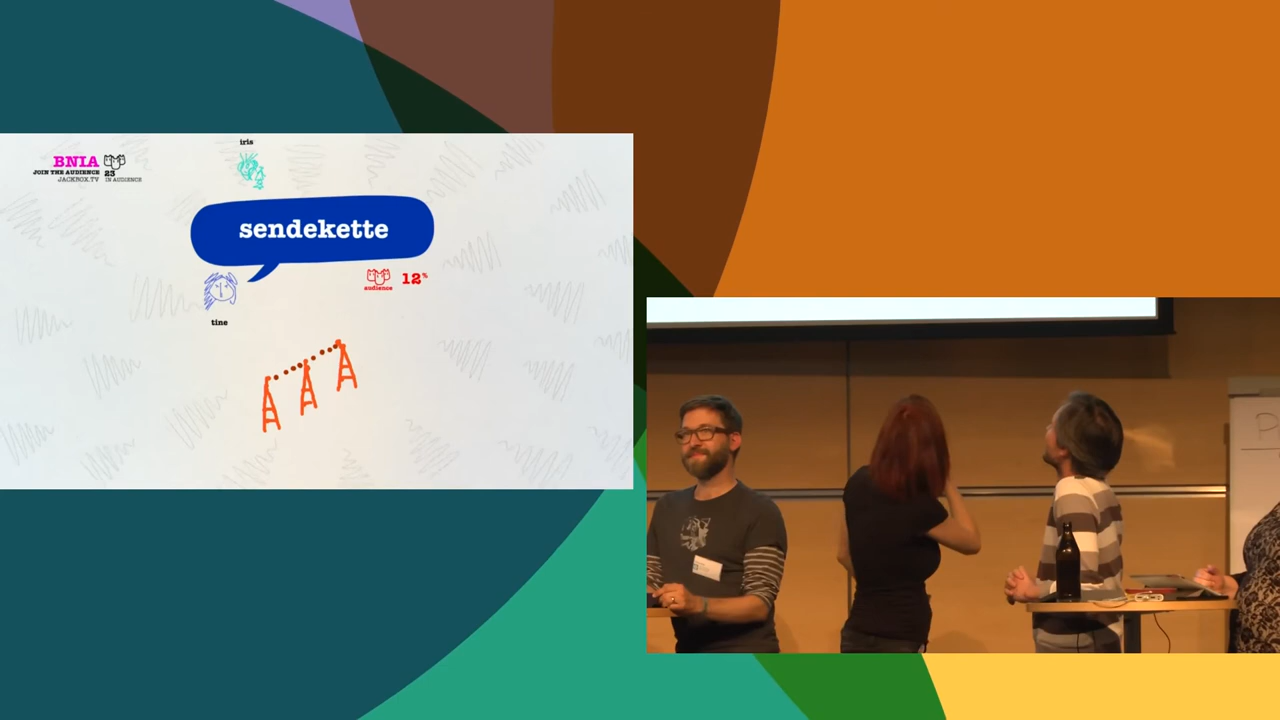 iris
BNIA
JOIN THE AUDIENCE 23
JACKBOX.TV IN AUDIENCE
sendekette
audience 12%
tine
P